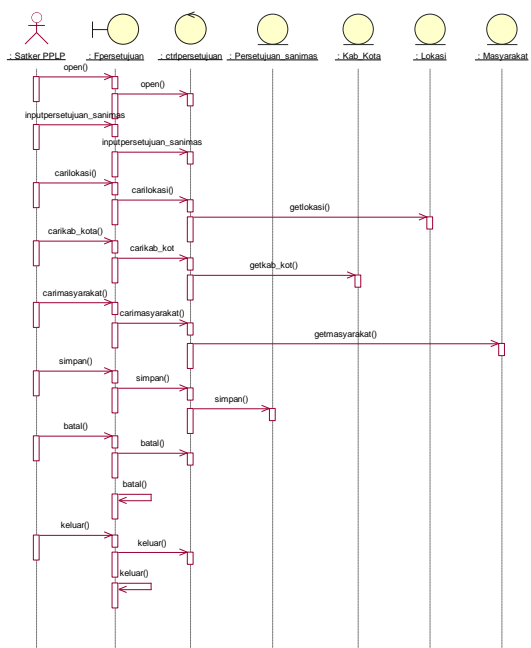 : Satker PPLP
: Fpersetujuan
: ctrlpersetujuan
: Persetujuan_sanimas
: Kab_Kota
: Lokasi
: Masyarakat
open()
open()
inputpersetujuan_sanimas
inputpersetujuan_sanimas
carilokasi()
carilokasi()
getlokasi()
carikab_kota()
carikab_kot
getkab_kot()
carimasyarakat()
carimasyarakat()
getmasyarakat()
simpan()
simpan()
simpan()
batal()
batal()
batal()
keluar()
keluar()
keluar()